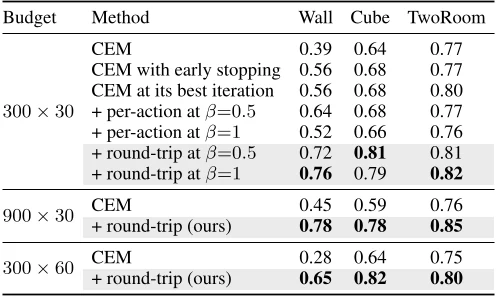 Budget Method Wall Cube TwoRoom
CEM 0.39 0.64 0.77
CEM with early stopping 0.56 0.68 0.77
CEM at its best iteration 0.56 0.68 0.80
300 × 30 + per-action at β=0.5 0.64 0.68 0.77
+ per-action at β=1 0.52 0.66 0.76
+ round-trip at β=0.5 0.72 0.81 0.81
+ round-trip at β=1 0.76 0.79 0.82
900 × 30 CEM 0.45 0.59 0.76
+ round-trip (ours) 0.78 0.78 0.85
300 × 60 CEM 0.28 0.64 0.75
+ round-trip (ours) 0.65 0.82 0.80